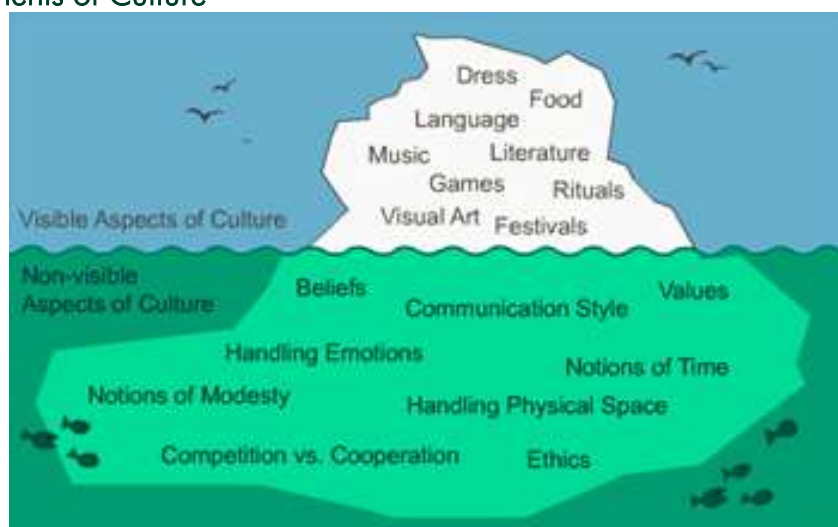 of Culture
Dress
Food
Language
Music
Literature
Games
Rituals
Visual Art
Festivals
Visible Aspects of Culture
Non-visible
Aspects of Culture
Beliefs
Values
Communication Style
Handling Emotions
Notions of Time
Notions of Modesty
Handling Physical Space
Competition vs. Cooperation
Ethics